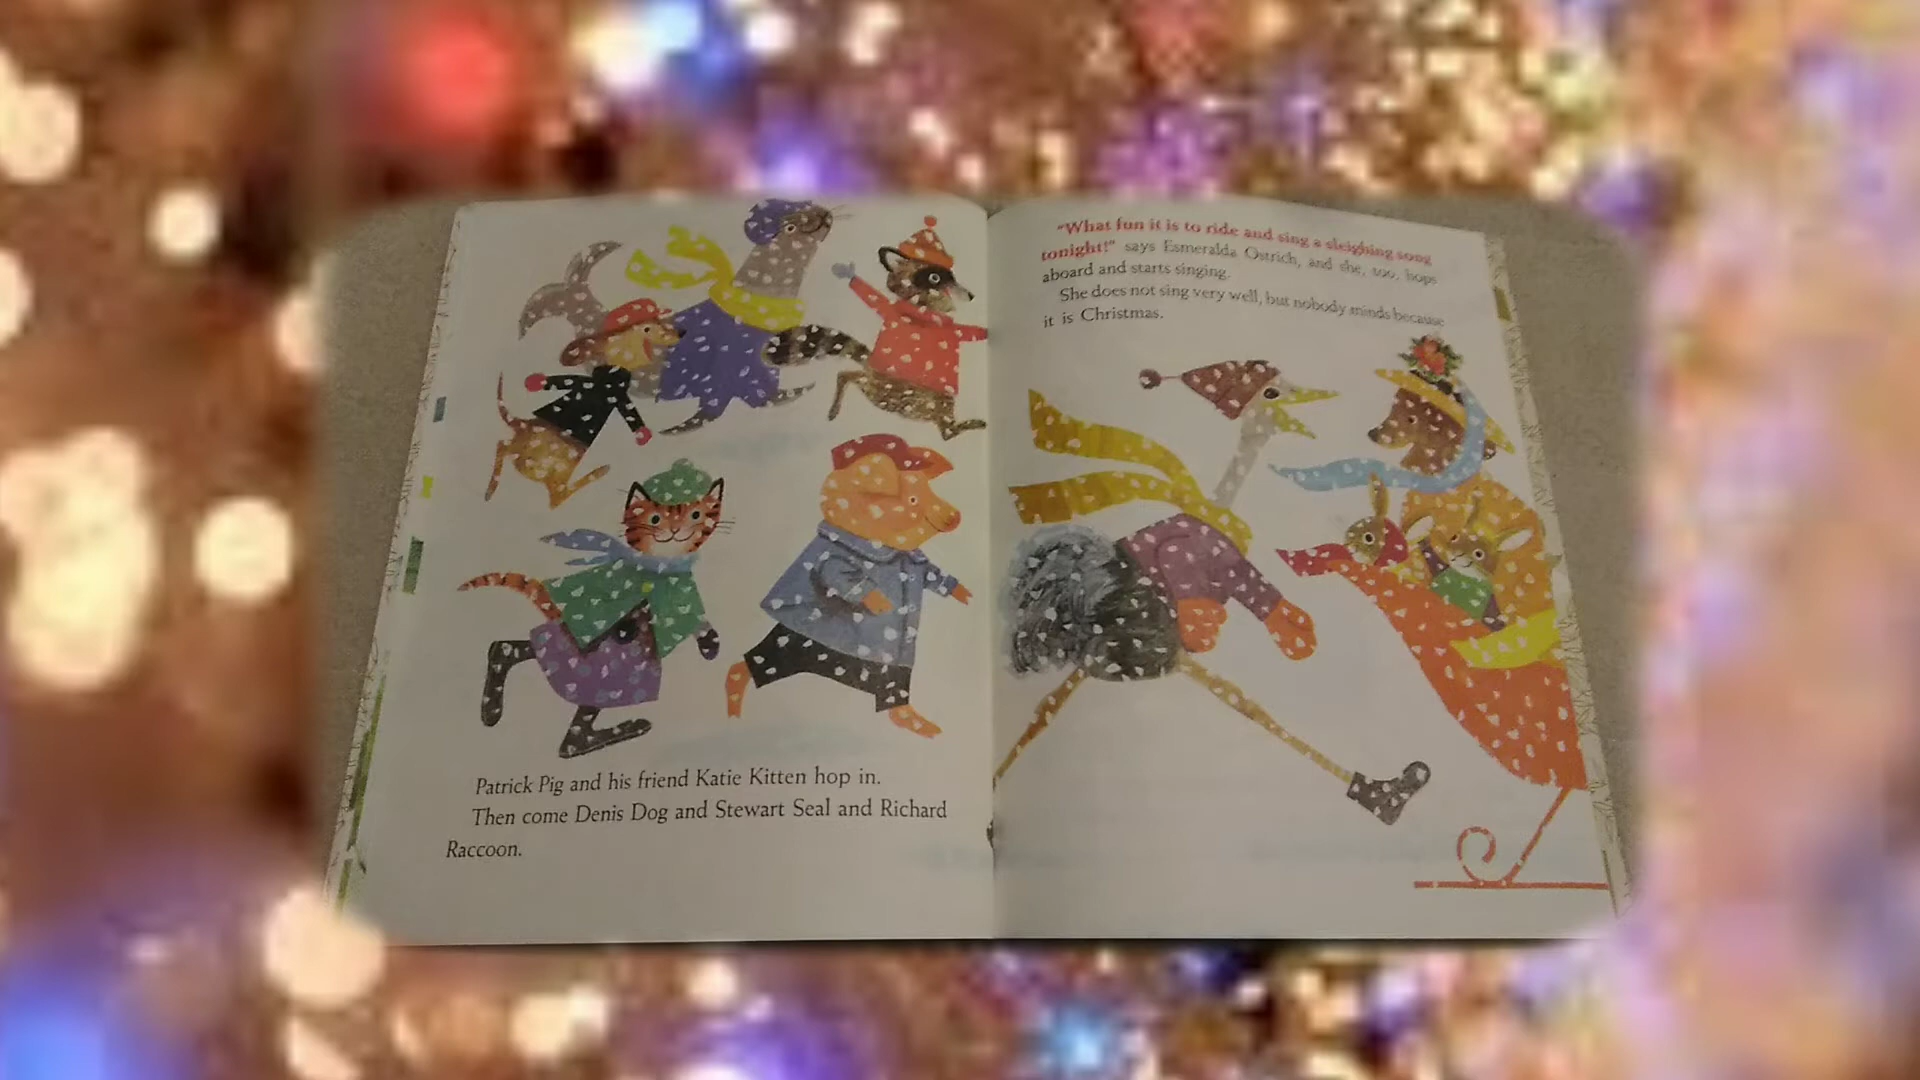 Patrick Pig and his friend Katie Kitten hop in.
Then come Denis Dog and Stewart Seal and Richard
Raccoon.
"What fun it is to ride and sing a sleighing song
tonight!" says Esmeralda Ostrich, and she, too, hops
aboard and starts singing.
She does not sing very well, but nobody minds because
it is Christmas.